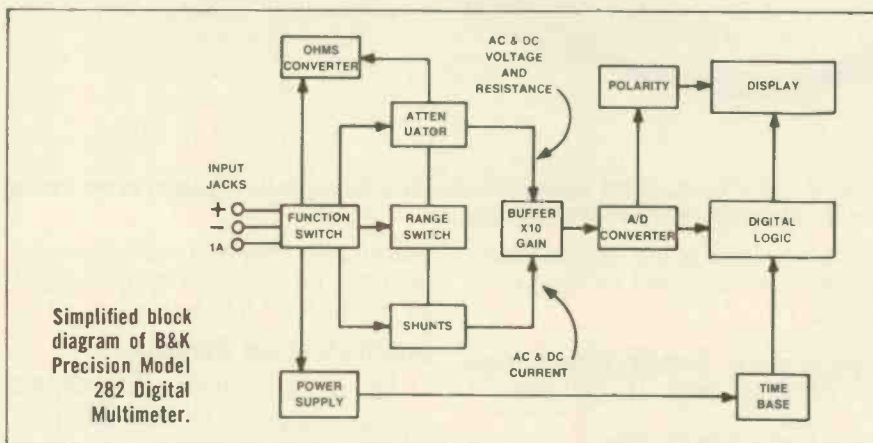 OHMS
CONVERTER
AC & DC
VOLTAGE
AND
RESISTANCE
POLARITY
DISPLAY
ATTEN
UATOR
INPUT
JACKS
+
−
1A
FUNCTION
SWITCH
RANGE
SWITCH
BUFFER
X10
GAIN
A/D
CONVERTER
DIGITAL
LOGIC
SHUNTS
AC & DC
CURRENT
POWER
SUPPLY
TIME
BASE
Simplified block
diagram of B&K
Precision Model
282 Digital
Multimeter.